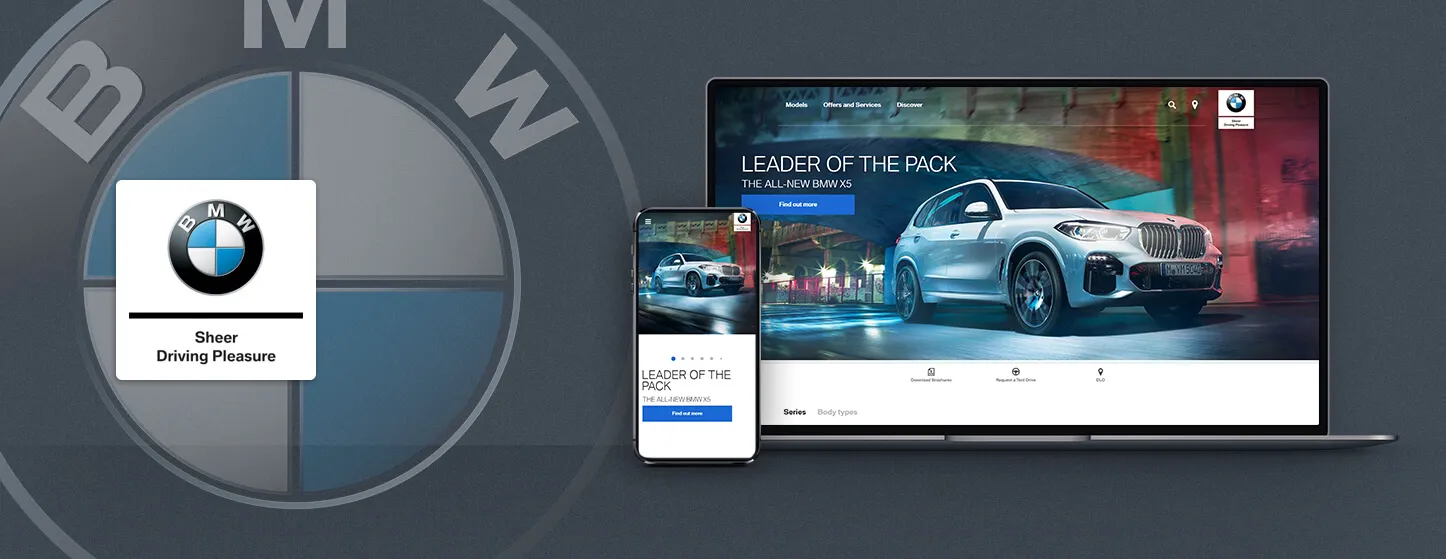 B M W
BMW
Sheer
Driving Pleasure
Models
Offers and Services
Discover
Sheer
Driving Pleasure
LEADER OF THE PACK
THE ALL-NEW BMW X5
Find out more
Download Brochures
Request a Test Drive
DLO
Series
Body types
LEADER OF THE
PACK
THE ALL-NEW BMW X5
Find out more